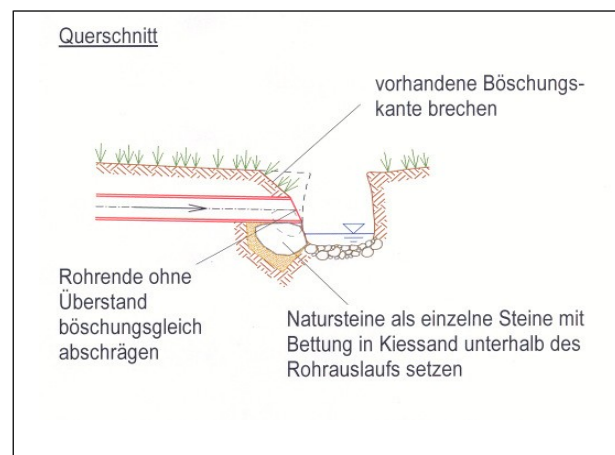 Querschnitt
vorhandene Böschungs-
kante brechen
Rohrende ohne
Überstand
böschungsgleich
abschrägen
Natursteine als einzelne Steine mit
Bettung in Kiessand unterhalb des
Rohrauslaufs setzen